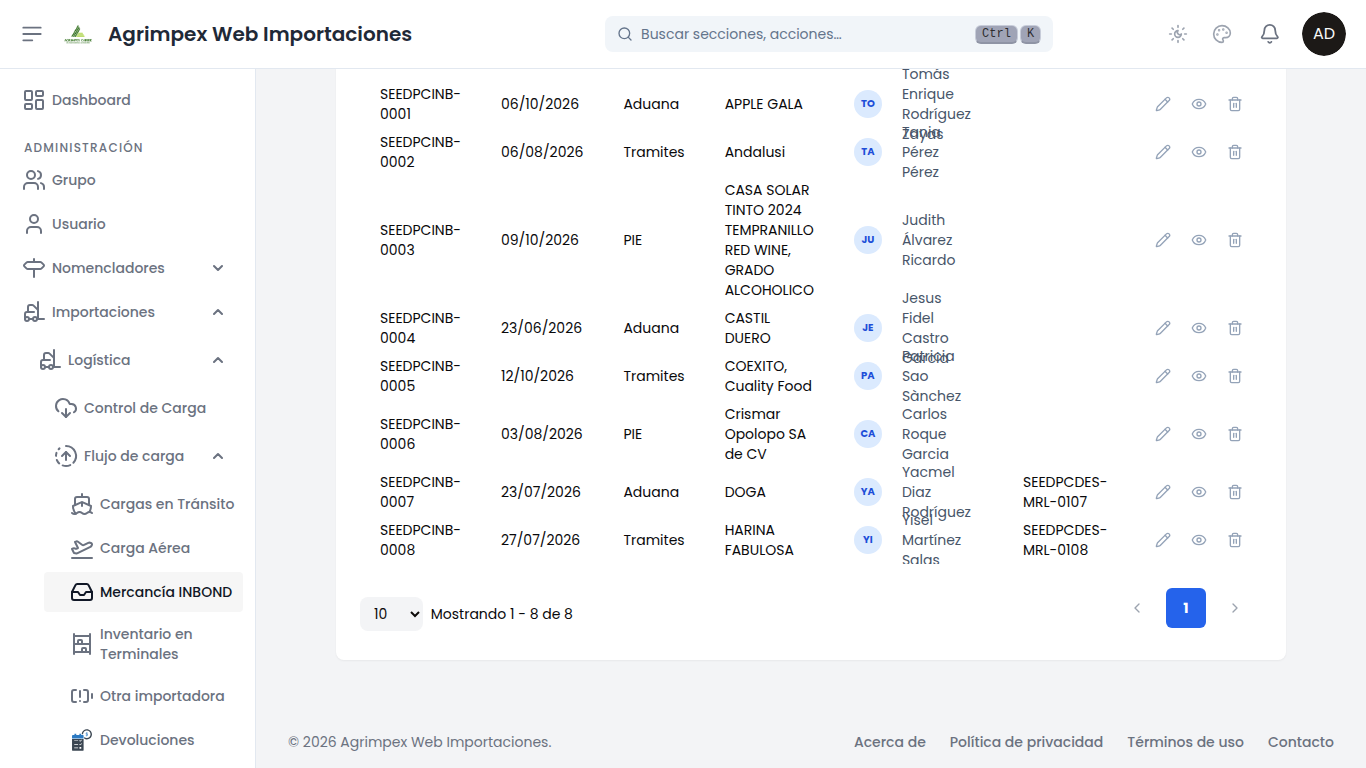 Agrimpex Web Importaciones
Buscar secciones, acciones...
Ctrl K
AD
Dashboard
ADMINISTRACIÓN
Grupo
Usuario
Nomencladores
Importaciones
Logística
Control de Carga
Flujo de carga
Cargas en Tránsito
Carga Aérea
Mercancía INBOND
Inventario en
Terminales
Otra importadora
Devoluciones
SEEDPCINB-
0001
06/10/2026
Aduana
APPLE GALA
TO
Tomás
Enrique
Rodríguez
Zayas
SEEDPCINB-
0002
06/08/2026
Tramites
Andalusi
TA
Tania
Pérez
Pérez
SEEDPCINB-
0003
09/10/2026
PIE
CASA SOLAR
TINTO 2024
TEMPRANILLO
RED WINE,
GRADO
ALCOHOLICO
JU
Judith
Álvarez
Ricardo
SEEDPCINB-
0004
23/06/2026
Aduana
CASTIL
DUERO
JE
Jesus
Fidel
Castro
García
SEEDPCINB-
0005
12/10/2026
Tramites
COEXITO,
Cuality Food
PA
Patricia
Sao
Sànchez
SEEDPCINB-
0006
03/08/2026
PIE
Crismar
Opolopo SA
de CV
CA
Carlos
Roque
Garcia
SEEDPCINB-
0007
23/07/2026
Aduana
DOGA
YA
Yacmel
Diaz
Rodríguez
SEEDPCDES-
MRL-0107
SEEDPCINB-
0008
27/07/2026
Tramites
HARINA
FABULOSA
YI
Yisel
Martínez
Salas
SEEDPCDES-
MRL-0108
10
Mostrando 1 - 8 de 8
1
© 2026 Agrimpex Web Importaciones.
Acerca de
Política de privacidad
Términos de uso
Contacto